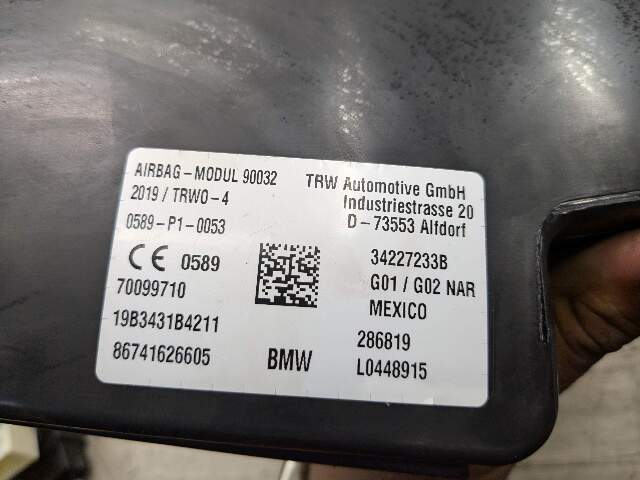 AIRBAG-MODUL 90032
2019 / TRWO-4
0589-P1-0053
CE 0589
70099710
19B3431B4211
86741626605
BMW
TRW Automotive GmbH
Industriestrasse 20
D-73553 Alfdorf
34227233B
G01 / G02 NAR
MEXICO
286819
L0448915